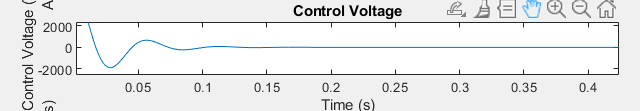 Control Voltage
Control Voltage (
A
2000
0
-2000
0.05
0.1
0.15
0.2
0.25
0.3
0.35
0.4
Time (s)
s)